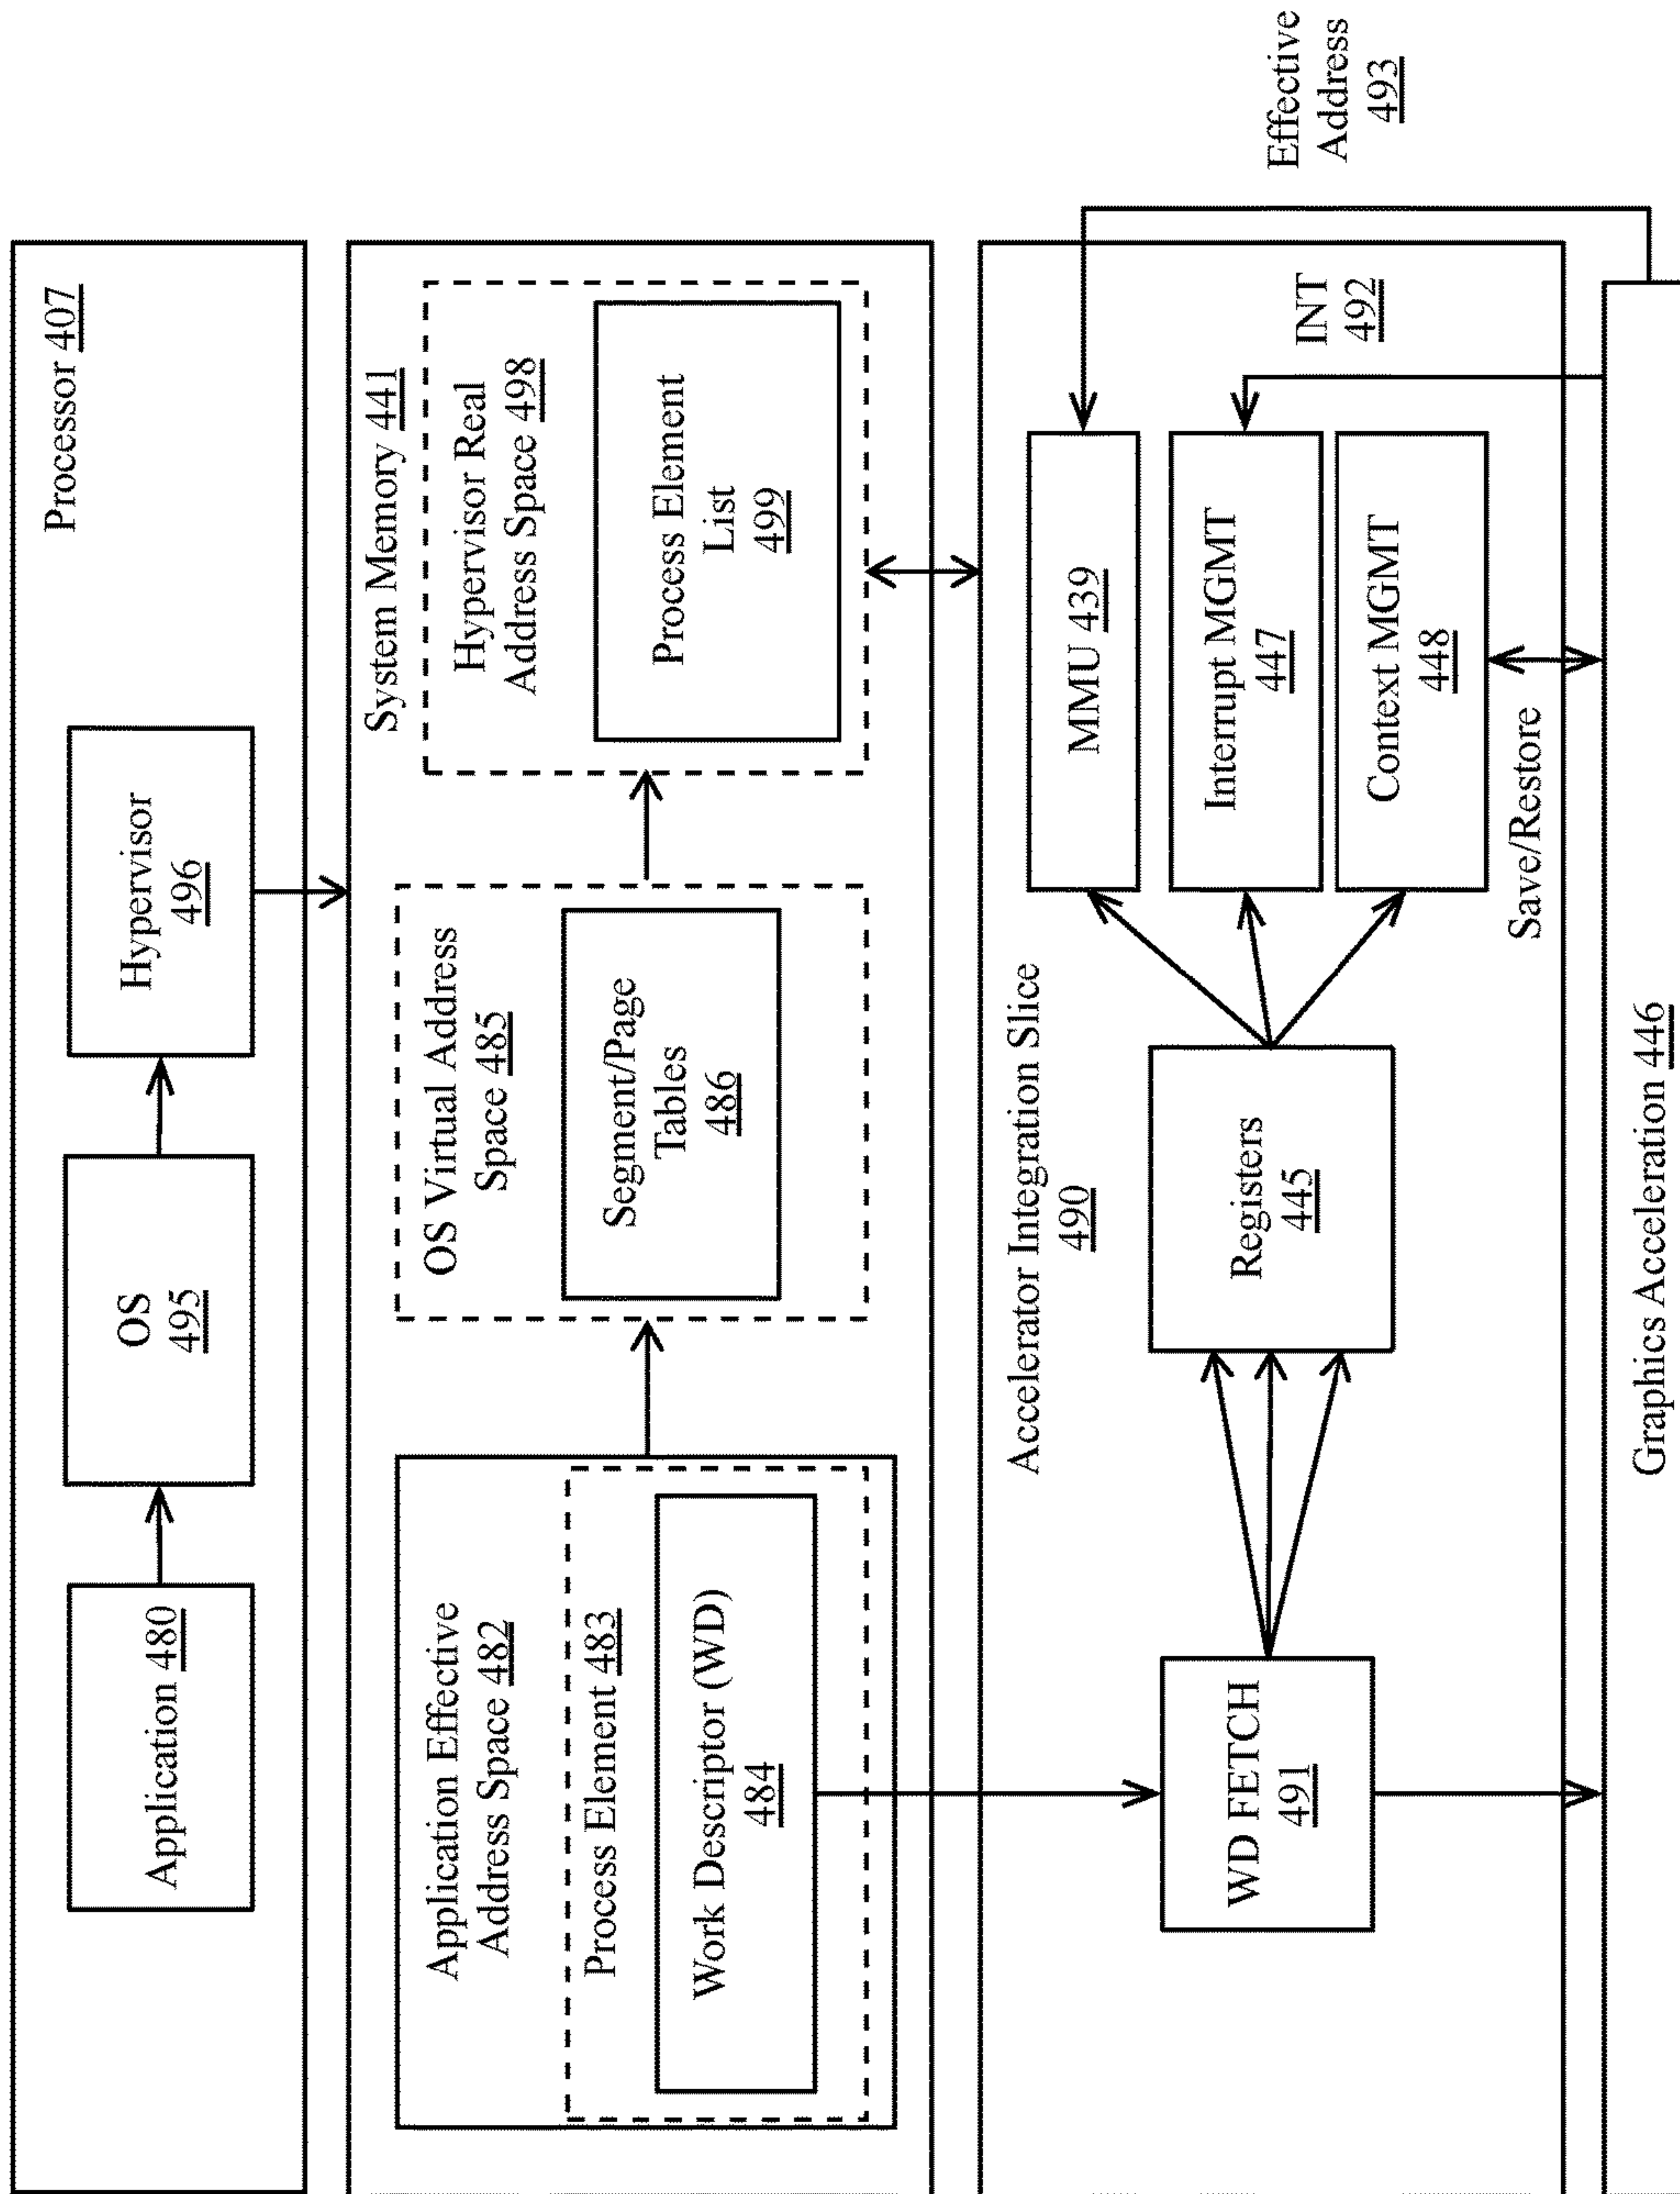 Processor 407
Application 480
OS
495
Hypervisor
496
System Memory 441
Application Effective
Address Space 482
Process Element 483
Work Descriptor (WD)
484
OS Virtual Address
Space 485
Segment/Page
Tables
486
Hypervisor Real
Address Space 498
Process Element
List
499
Accelerator Integration Slice
490
WD FETCH
491
Registers
445
MMU 439
Interrupt MGMT
447
Context MGMT
448
INT
492
Effective
Address
493
Save/Restore
Graphics Acceleration 446